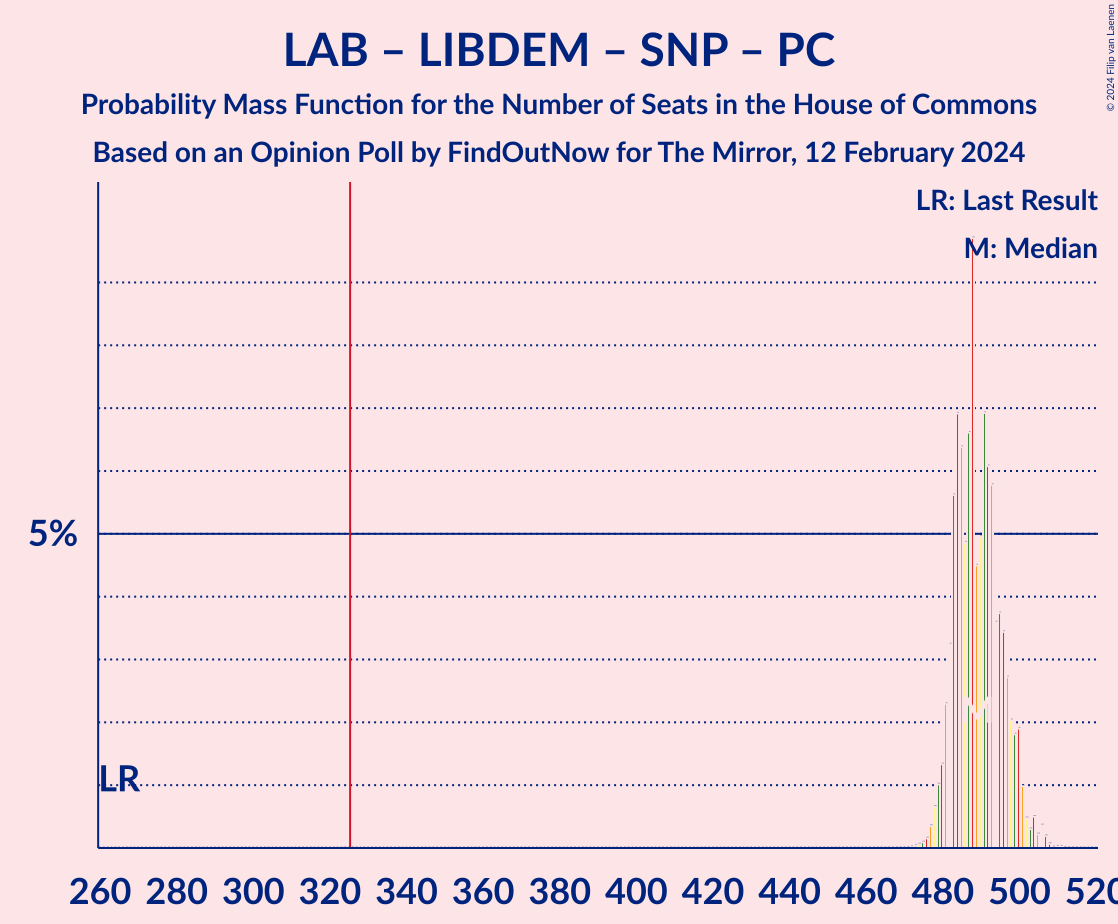 LAB – LIBDEM – SNP – PC
Probability Mass Function for the Number of Seats in the House of Commons
Based on an Opinion Poll by FindOutNow for The Mirror, 12 February 2024
© 2024 Filip van Laenen
LR: Last Result
M: Median
5%
LR
260 280 300 320 340 360 380 400 420 440 460 480 500 520